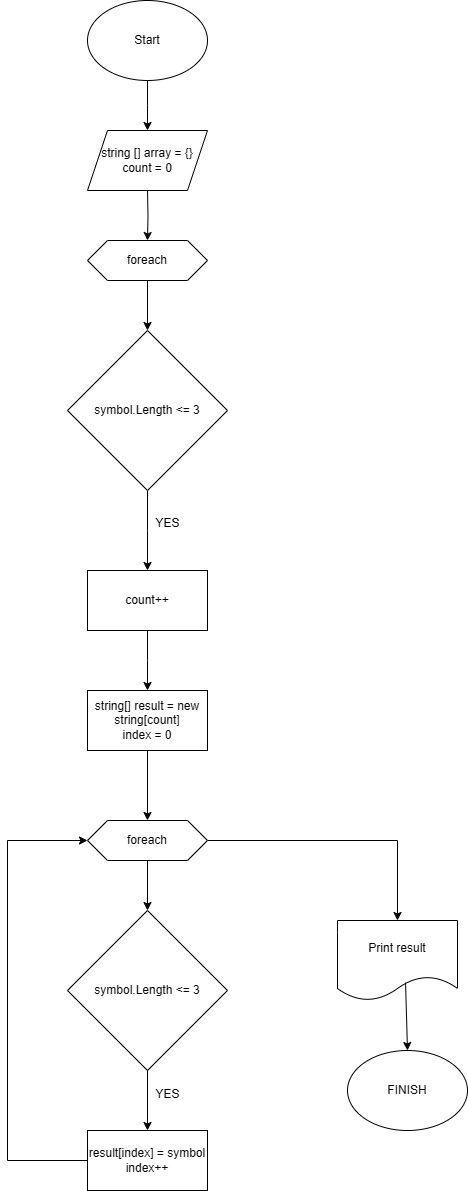 Start
string [] array = {}
count = 0
foreach
symbol.Length <= 3
YES
count++
string[] result = new
string[count]
index = 0
foreach
symbol.Length <= 3
YES
result[index] = symbol
index++
Print result
FINISH